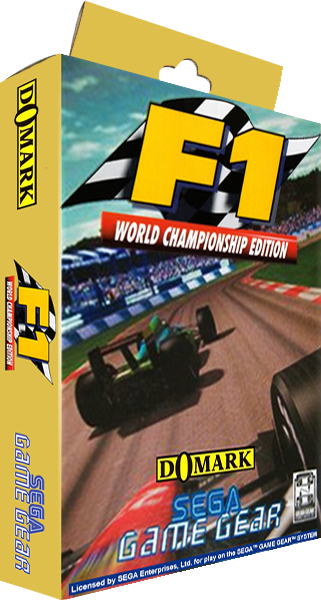 DOMARK
F1
WORLD CHAMPIONSHIP
EDITION
SEGA
GAME GEAR
F1
WORLD CHAMPIONSHIP EDITION
DOMARK
SEGA
GAME GEAR
Licensed by SEGA Enterprises, Ltd. for play on the SEGA™ GAME GEAR™ SYSTEM